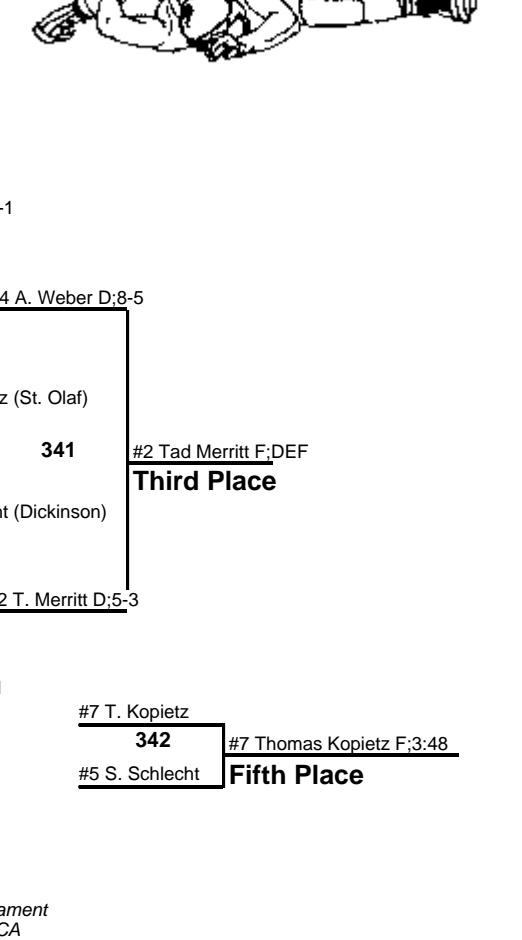 -1
4 A. Weber D;8-5
z (St. Olaf)
341
#2 Tad Merritt F;DEF
Third Place
nt (Dickinson)
2 T. Merritt D;5-3
#7 T. Kopietz
342
#7 Thomas Kopietz F;3:48
#5 S. Schlecht
Fifth Place
ament
CA